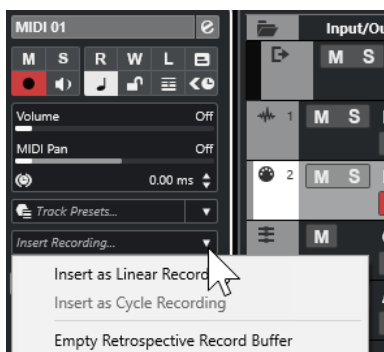 MIDI 01 e
M S R W L
Volume Off
MIDI Pan Off
0.00 ms
Track Presets...
Insert Recording...
Insert as Linear Record
Insert as Cycle Recording
Empty Retrospective Record Buffer
Input/Ou
M S
1 M S
2 M S
M